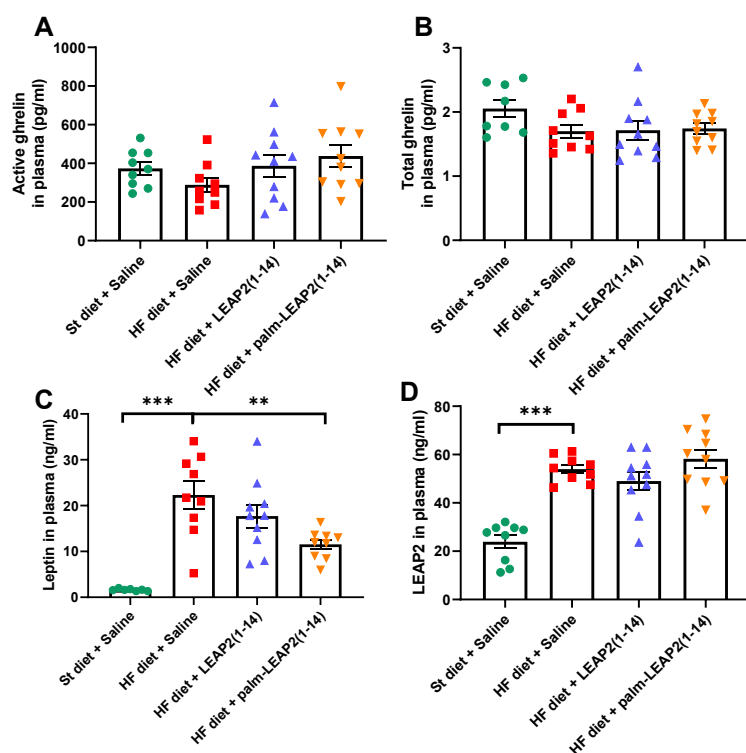 A
Active ghrelin
in plasma (pg/ml)
1000
800
600
400
200
0
St diet + Saline
HF diet + Saline
HF diet + LEAP2(1-14)
HF diet + palm-LEAP2(1-14)
B
Total ghrelin
in plasma (pg/ml)
3
2
1
0
St diet + Saline
HF diet + Saline
HF diet + LEAP2(1-14)
HF diet + palm-LEAP2(1-14)
C
Leptin in plasma (ng/ml)
40
30
20
10
0
***
**
St diet + Saline
HF diet + Saline
HF diet + LEAP2(1-14)
HF diet + palm-LEAP2(1-14)
D
LEAP2 in plasma (ng/ml)
80
60
40
20
0
***
St diet + Saline
HF diet + Saline
HF diet + LEAP2(1-14)
HF diet + palm-LEAP2(1-14)